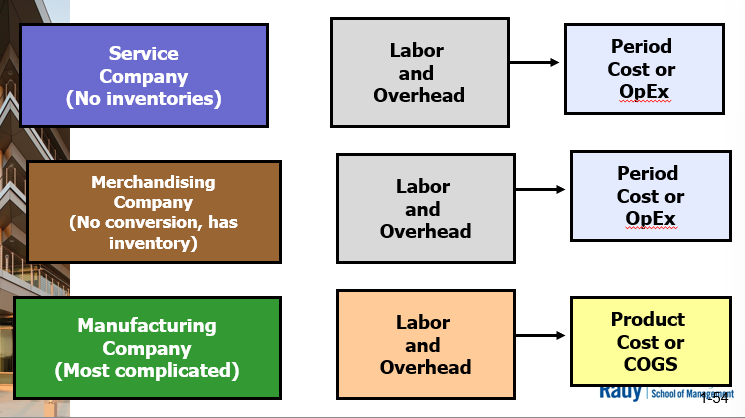 Service
Company
(No inventories)
Labor
and
Overhead
Period
Cost or
OpEx
Merchandising
Company
(No conversion, has
inventory)
Labor
and
Overhead
Period
Cost or
OpEx
Manufacturing
Company
(Most complicated)
Labor
and
Overhead
Product
Cost or
COGS
Rady School of Management
1-54